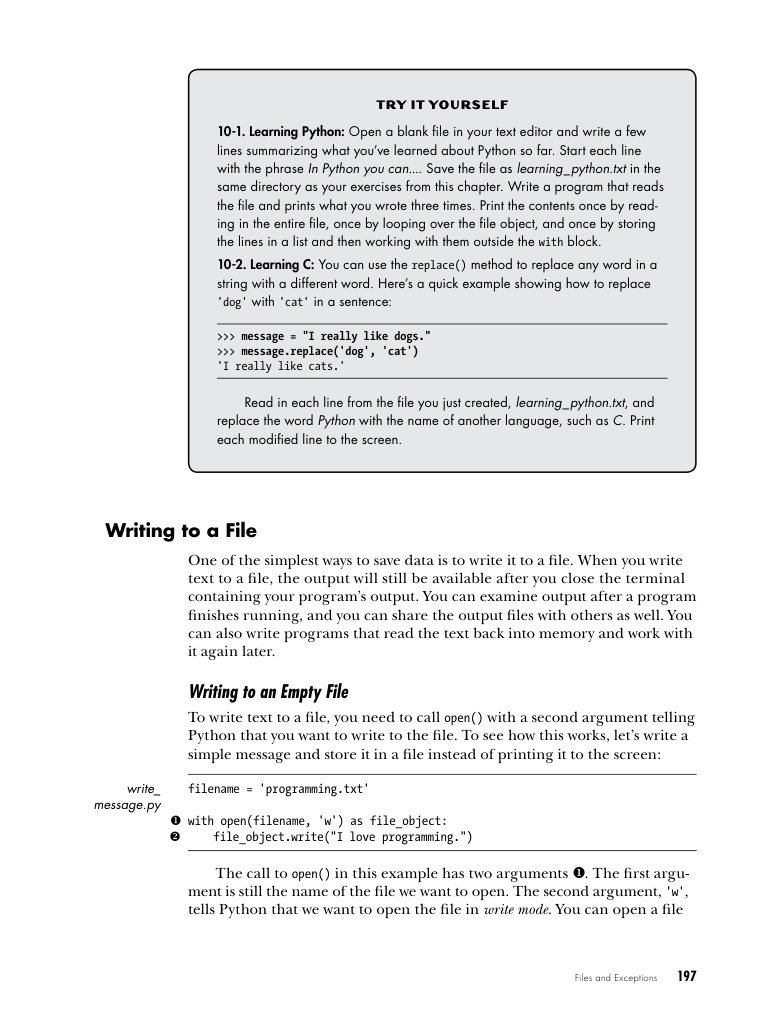 TRY IT YOURSELF
10-1. Learning Python: Open a blank file in your text editor and write a few
lines summarizing what you’ve learned about Python so far. Start each line
with the phrase In Python you can.... Save the file as learning_python.txt in the
same directory as your exercises from this chapter. Write a program that reads
the file and prints what you wrote three times. Print the contents once by read-
ing in the entire file, once by looping over the file object, and once by storing
the lines in a list and then working with them outside the with block.
10-2. Learning C: You can use the replace() method to replace any word in a
string with a different word. Here’s a quick example showing how to replace
'dog' with 'cat' in a sentence:
>>> message = "I really like dogs."
>>> message.replace('dog', 'cat')
'I really like cats.'
Read in each line from the file you just created, learning_python.txt, and
replace the word Python with the name of another language, such as C. Print
each modified line to the screen.
Writing to a File
One of the simplest ways to save data is to write it to a file. When you write
text to a file, the output will still be available after you close the terminal
containing your program’s output. You can examine output after a program
finishes running, and you can share the output files with others as well. You
can also write programs that read the text back into memory and work with
it again later.
Writing to an Empty File
To write text to a file, you need to call open() with a second argument telling
Python that you want to write to the file. To see how this works, let’s write a
simple message and store it in a file instead of printing it to the screen:
write_
message.py
filename = 'programming.txt'
❶ with open(filename, 'w') as file_object:
❷     file_object.write("I love programming.")
The call to open() in this example has two arguments ❶. The first argu-
ment is still the name of the file we want to open. The second argument, 'w',
tells Python that we want to open the file in write mode. You can open a file
Files and Exceptions 197